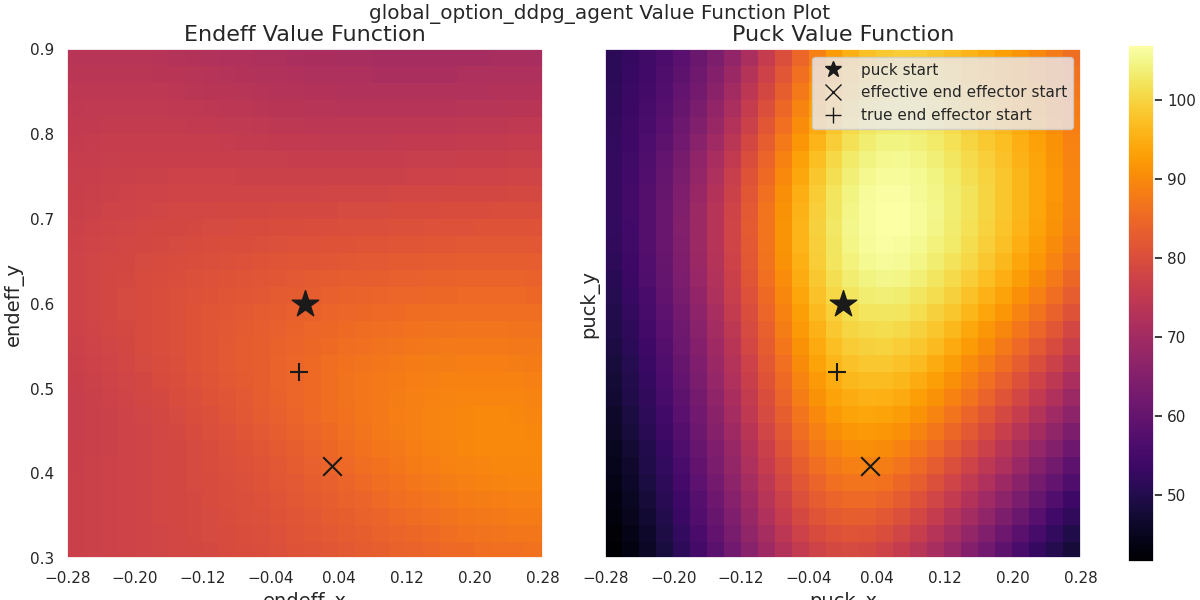 global_option_ddpg_agent Value Function Plot
Endeff Value Function
Puck Value Function
endeff_y
0.9
0.8
0.7
0.6
0.5
0.4
0.3
−0.28 −0.20 −0.12 −0.04 0.04 0.12 0.20 0.28
endeff_x
puck_y
puck start
effective end effector start
true end effector start
−0.28 −0.20 −0.12 −0.04 0.04 0.12 0.20 0.28
puck_x
100
90
80
70
60
50